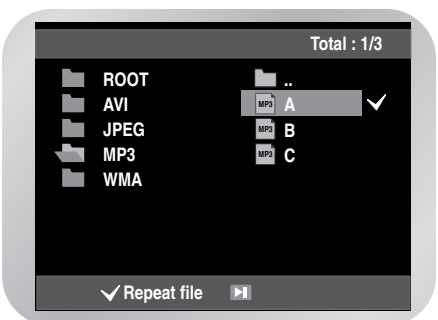 Total : 1/3
ROOT
AVI
JPEG
MP3
WMA
..
MP3 A
MP3 B
MP3 C
Repeat file